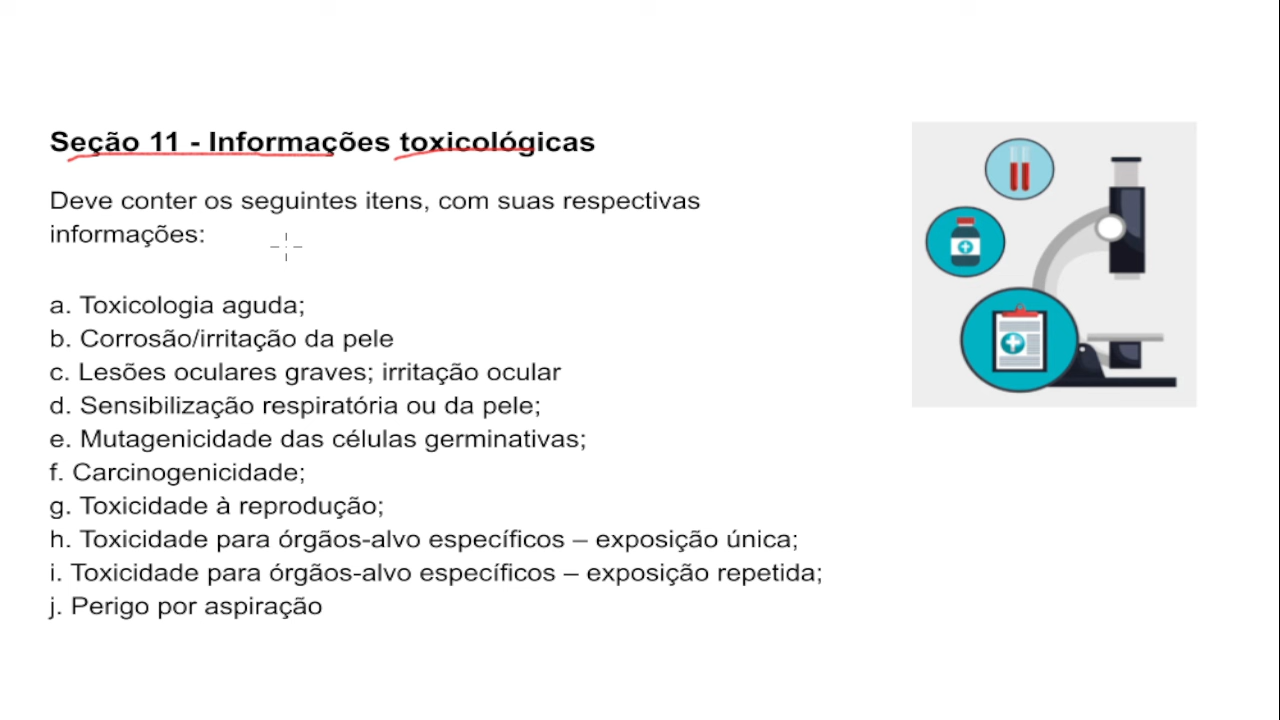 Seção 11 - Informações toxicológicas
Deve conter os seguintes itens, com suas respectivas
informações:
a. Toxicologia aguda;
b. Corrosão/irritação da pele
c. Lesões oculares graves; irritação ocular
d. Sensibilização respiratória ou da pele;
e. Mutagenicidade das células germinativas;
f. Carcinogenicidade;
g. Toxicidade à reprodução;
h. Toxicidade para órgãos-alvo específicos – exposição única;
i. Toxicidade para órgãos-alvo específicos – exposição repetida;
j. Perigo por aspiração